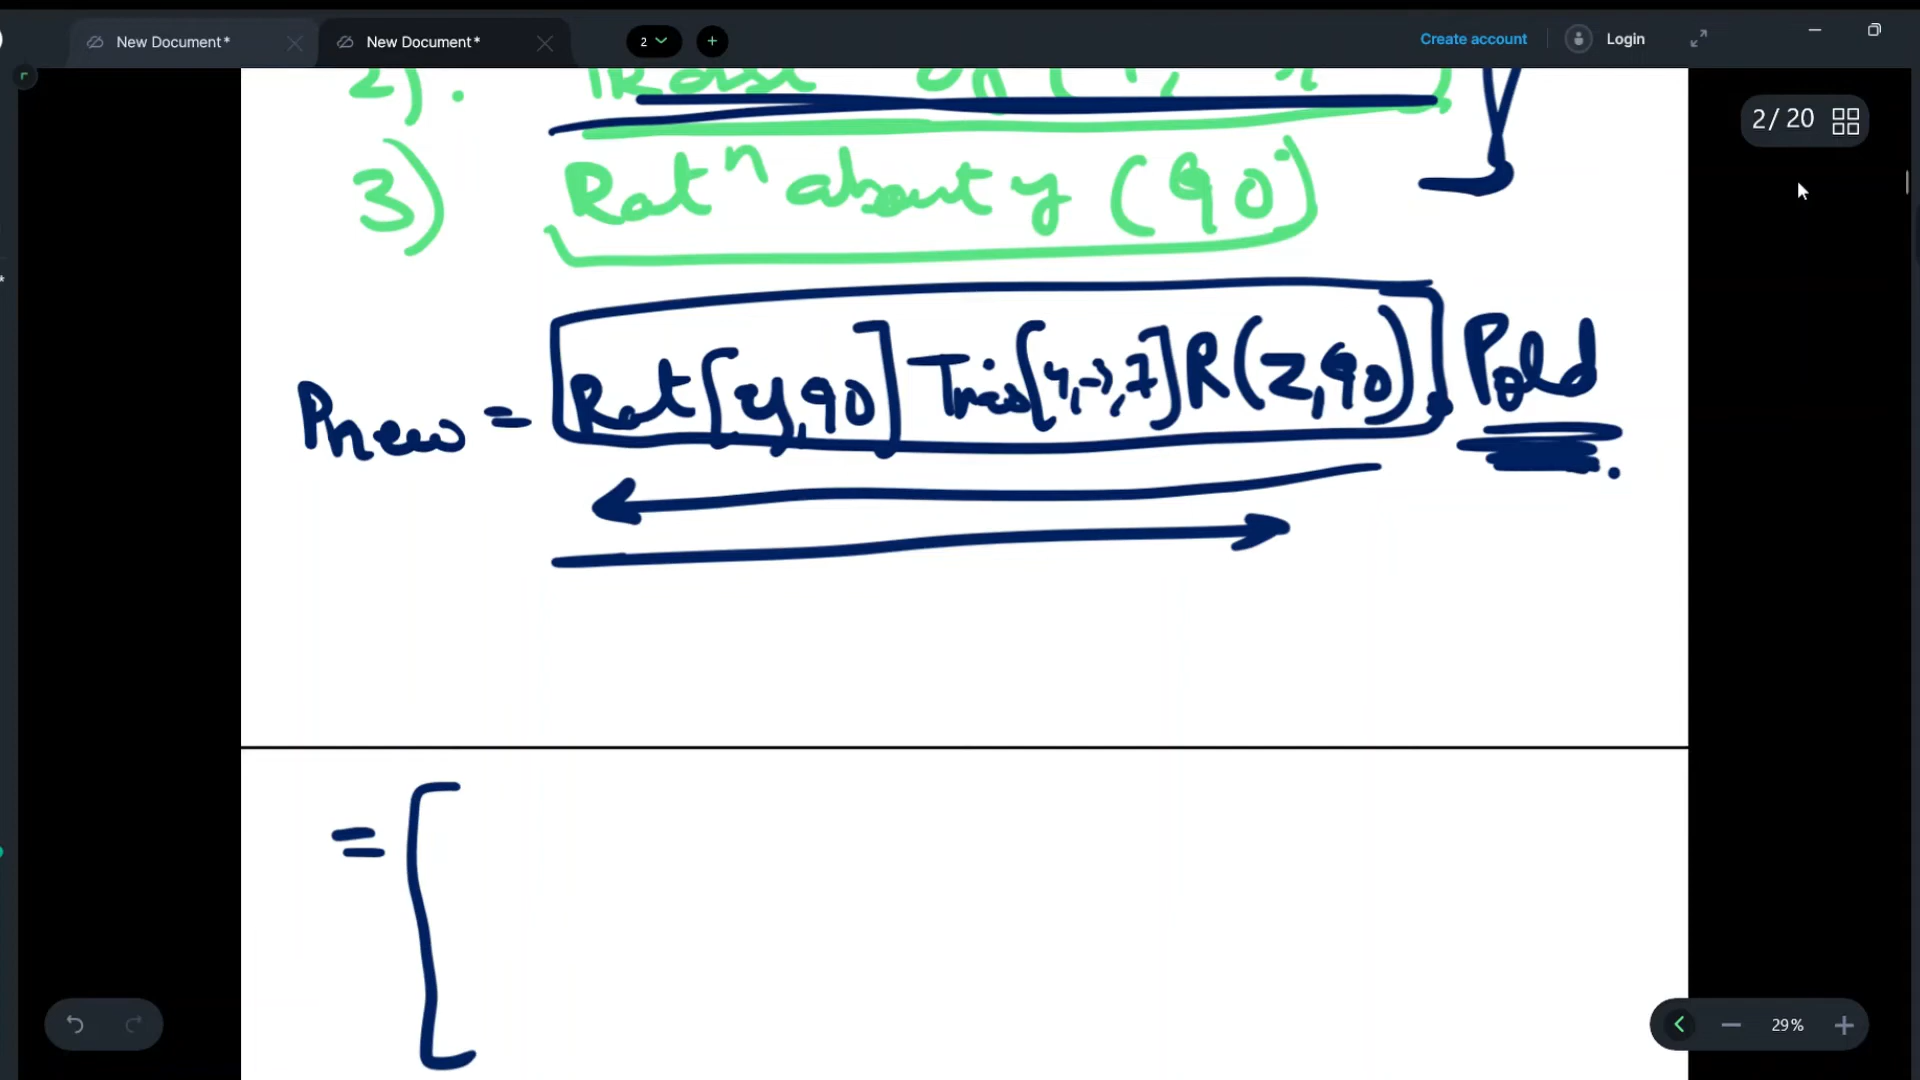 New Document*
New Document*
2
Create account
Login
2).
2/ 20
3) Rotⁿ about y (90°)
Pnew = Rot[y,90] Trans[4,-3,7] R(Z,90). Pold
= [
29%